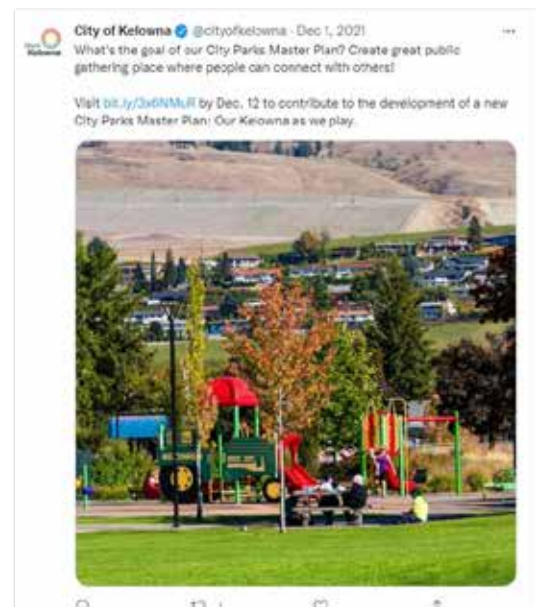 City of Kelowna @cityofkelowna · Dec 1, 2021
What's the goal of our City Parks Master Plan? Create great public
gathering place where people can connect with others!
Visit bit.ly/3x6NMuR by Dec. 12 to contribute to the development of a new
City Parks Master Plan: Our Kelowna as we play.
Kelowna